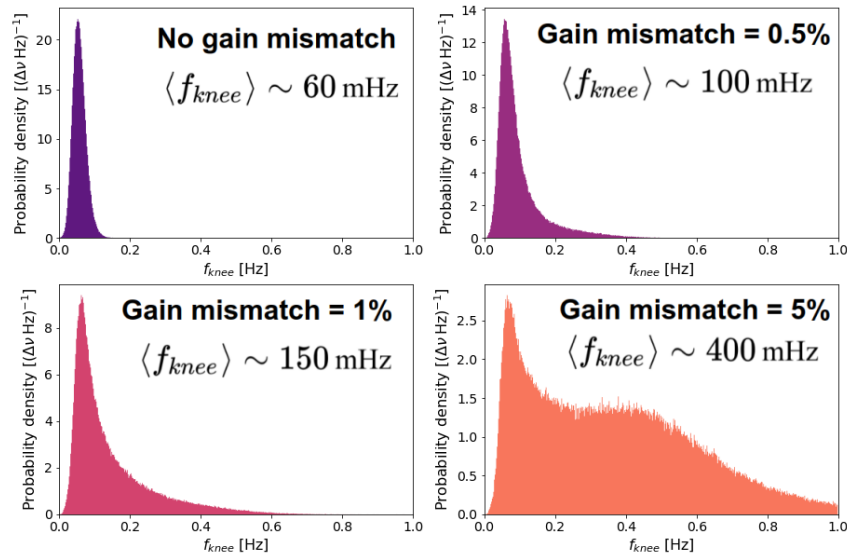 Probability density [(Δν Hz)⁻¹]
20
15
10
5
0
No gain mismatch
⟨f_knee⟩ ∼ 60 mHz
0.0 0.2 0.4 0.6 0.8 1.0
f_knee [Hz]
Probability density [(Δν Hz)⁻¹]
14
12
10
8
6
4
2
0
Gain mismatch = 0.5%
⟨f_knee⟩ ∼ 100 mHz
0.0 0.2 0.4 0.6 0.8 1.0
f_knee [Hz]
Probability density [(Δν Hz)⁻¹]
8
6
4
2
0
Gain mismatch = 1%
⟨f_knee⟩ ∼ 150 mHz
0.0 0.2 0.4 0.6 0.8 1.0
f_knee [Hz]
Probability density [(Δν Hz)⁻¹]
2.5
2.0
1.5
1.0
0.5
0.0
Gain mismatch = 5%
⟨f_knee⟩ ∼ 400 mHz
0.0 0.2 0.4 0.6 0.8 1.0
f_knee [Hz]